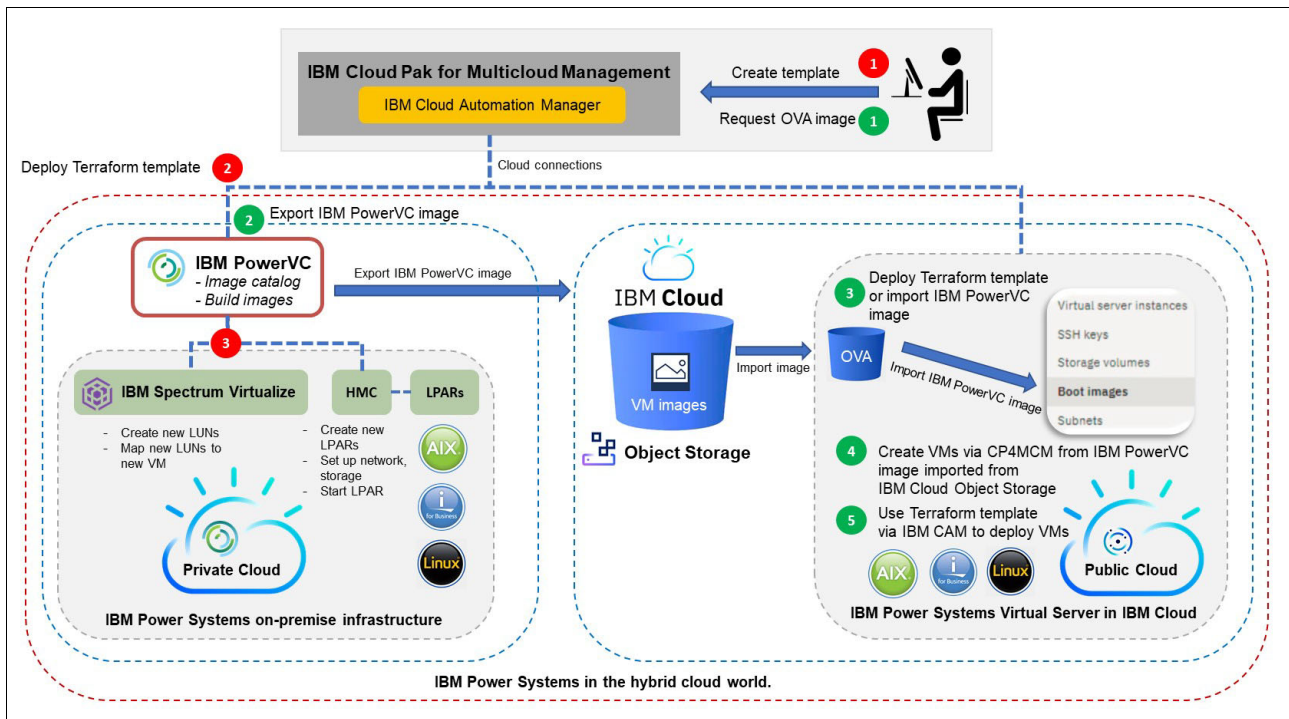 IBM Cloud Pak for Multicloud Management
IBM Cloud Automation Manager
Create template
1
Request OVA image
1
Cloud connections
Deploy Terraform template
2
2
Export IBM PowerVC image
IBM PowerVC
- Image catalog
- Build images
Export IBM PowerVC image
3
IBM Spectrum Virtualize
HMC
LPARs
- Create new LUNs
- Map new LUNs to
new VM
- Create new
LPARs
- Set up network,
storage
- Start LPAR
AIX
i
for Business
Linux
Private Cloud
IBM Power Systems on-premise infrastructure
IBM Cloud
VM images
Object Storage
Import image
3
Deploy Terraform template
or import IBM PowerVC
image
OVA
Import IBM PowerVC image
Virtual server instances
SSH keys
Storage volumes
Boot images
Subnets
4
Create VMs via CP4MCM from IBM PowerVC
image imported from
IBM Cloud Object Storage
5
Use Terraform template
via IBM CAM to deploy VMs
AIX
i
for Business
Linux
Public Cloud
IBM Power Systems Virtual Server in IBM Cloud
IBM Power Systems in the hybrid cloud world.